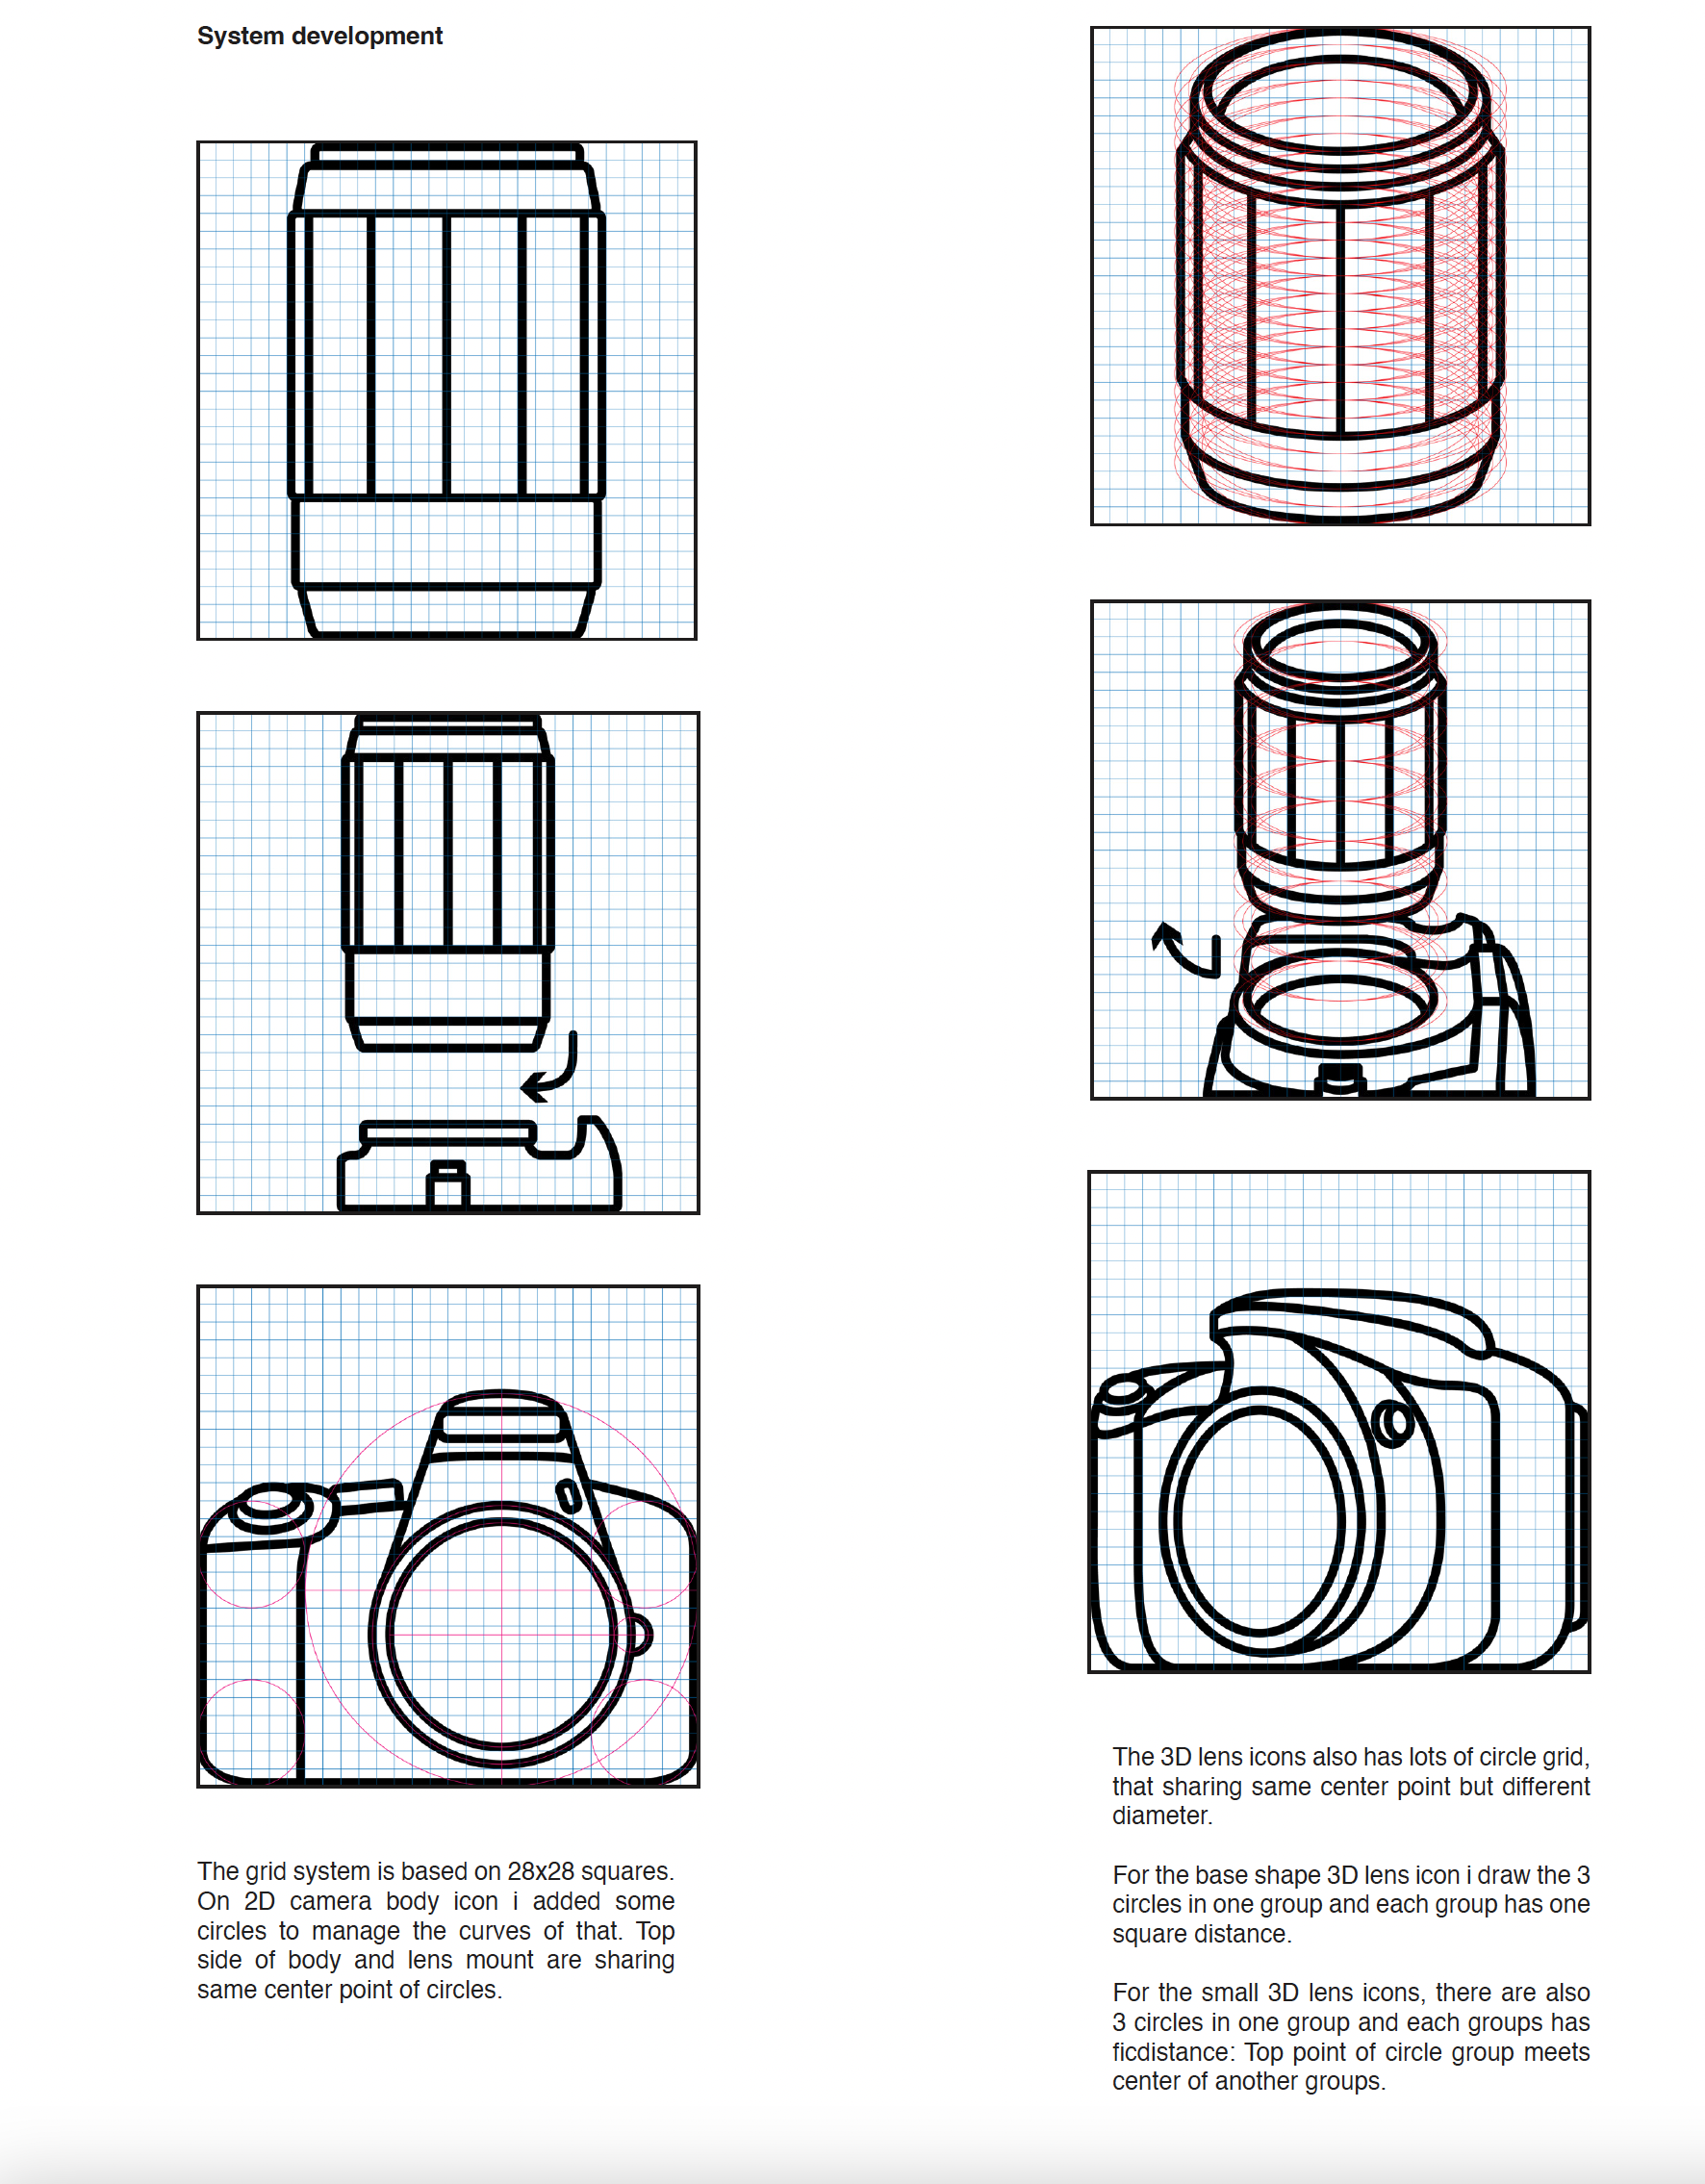 System development
The grid system is based on 28x28 squares.
On 2D camera body icon i added some
circles to manage the curves of that. Top
side of body and lens mount are sharing
same center point of circles.
The 3D lens icons also has lots of circle grid,
that sharing same center point but different
diameter.
For the base shape 3D lens icon i draw the 3
circles in one group and each group has one
square distance.
For the small 3D lens icons, there are also
3 circles in one group and each groups has
ficdistance: Top point of circle group meets
center of another groups.